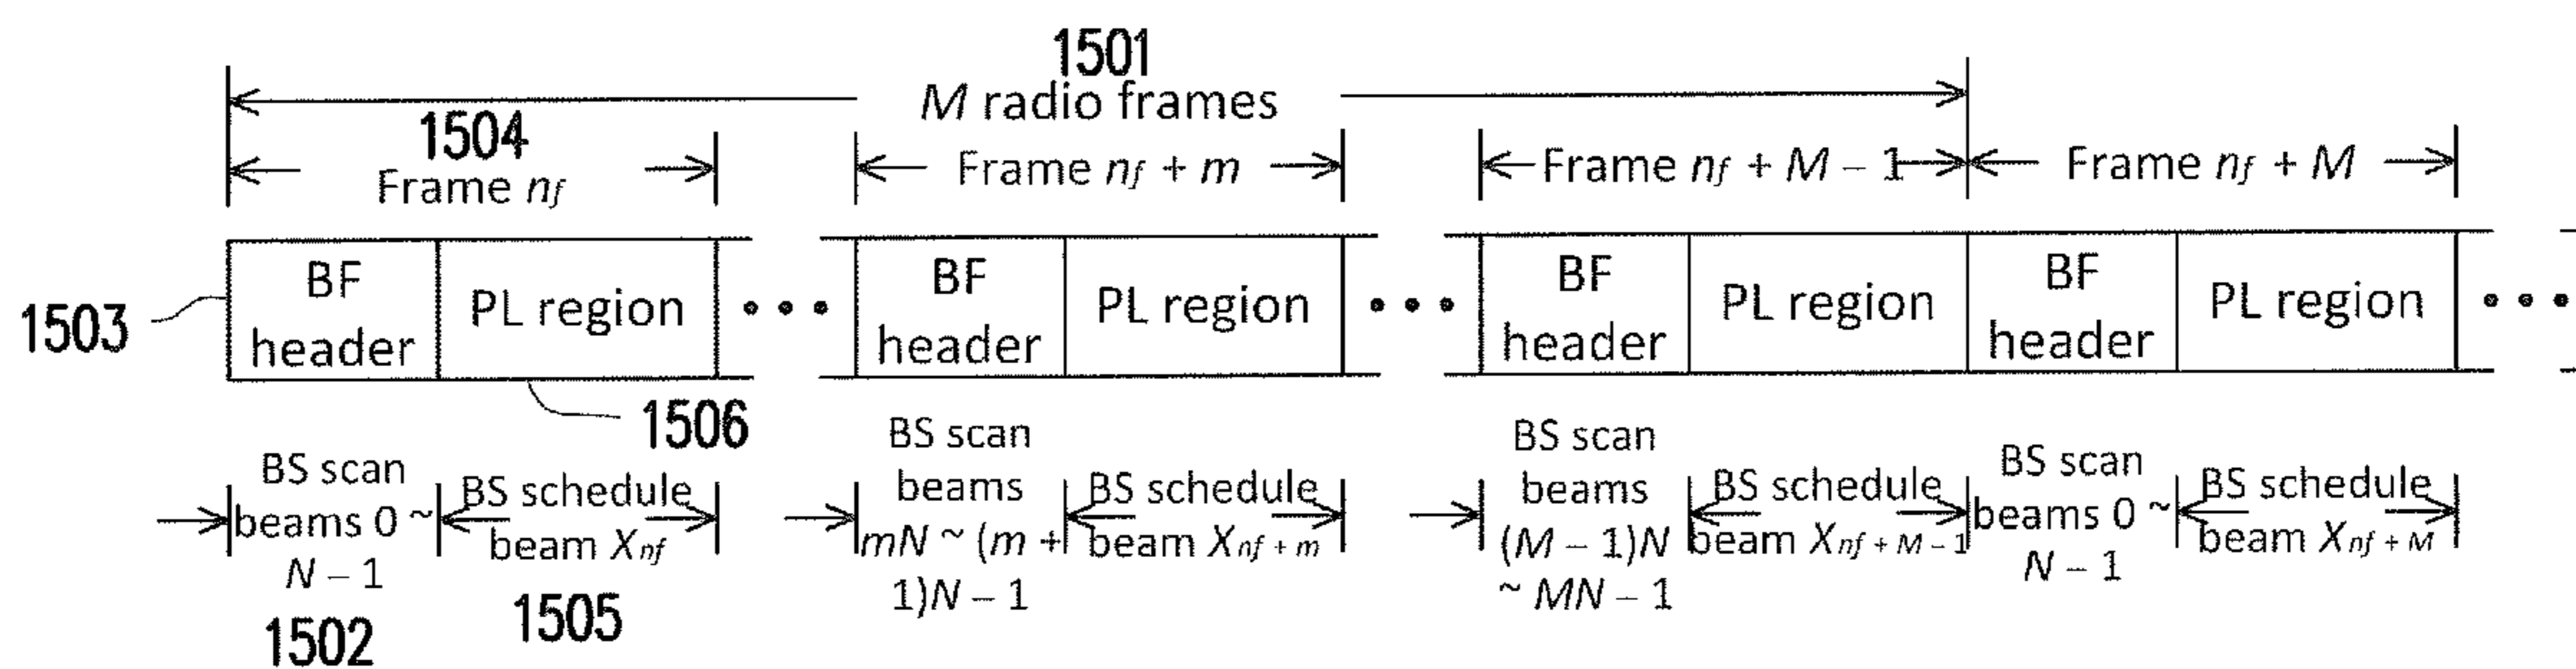 1501
M radio frames
1504
Frame nf
Frame nf + m
Frame nf + M – 1
Frame nf + M
1503
BF
header
PL region
• • •
BF
header
PL region
• • •
BF
header
PL region
BF
header
PL region
• • •
1506
BS scan
beams 0 ~
N – 1
BS schedule
beam Xnf
BS scan
beams
mN ~ (m +
1)N – 1
BS schedule
beam Xnf + m
BS scan
beams
(M – 1)N
~ MN – 1
BS schedule
beam Xnf + M – 1
BS scan
beams 0 ~
N – 1
BS schedule
beam Xnf + M
1502
1505